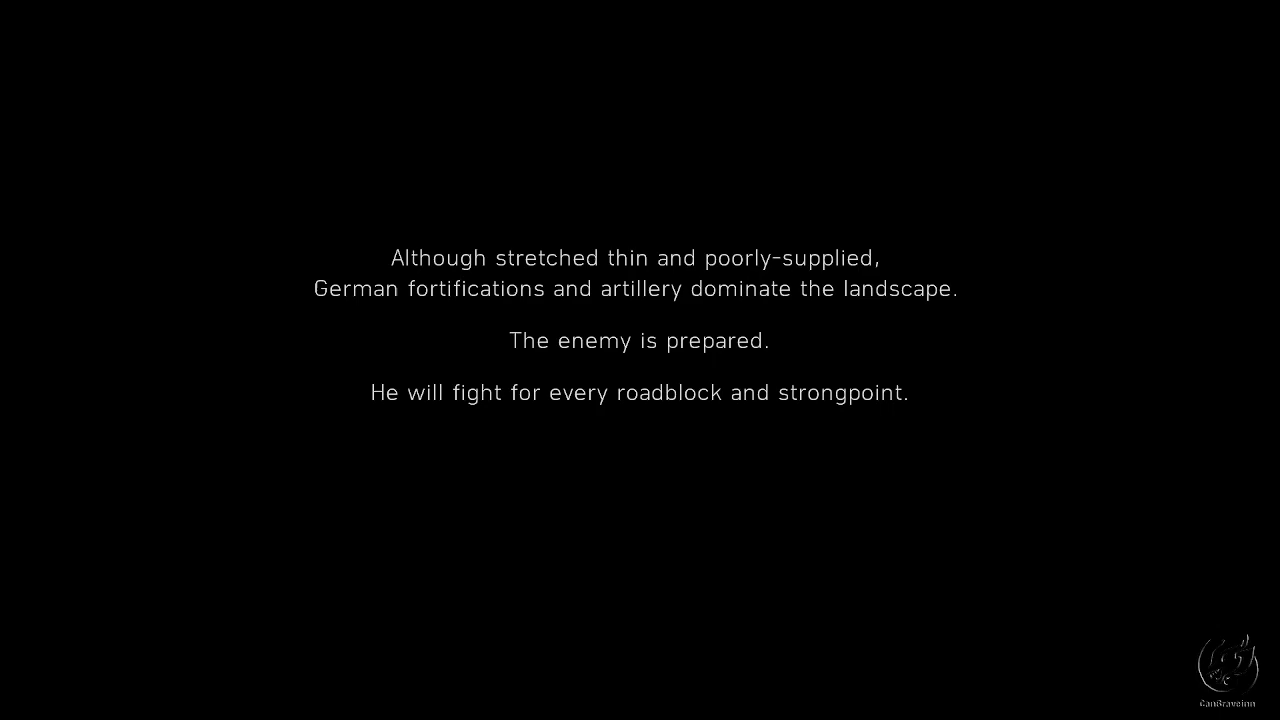 Although stretched thin and poorly-supplied,
German fortifications and artillery dominate the landscape.
The enemy is prepared.
He will fight for every roadblock and strongpoint.